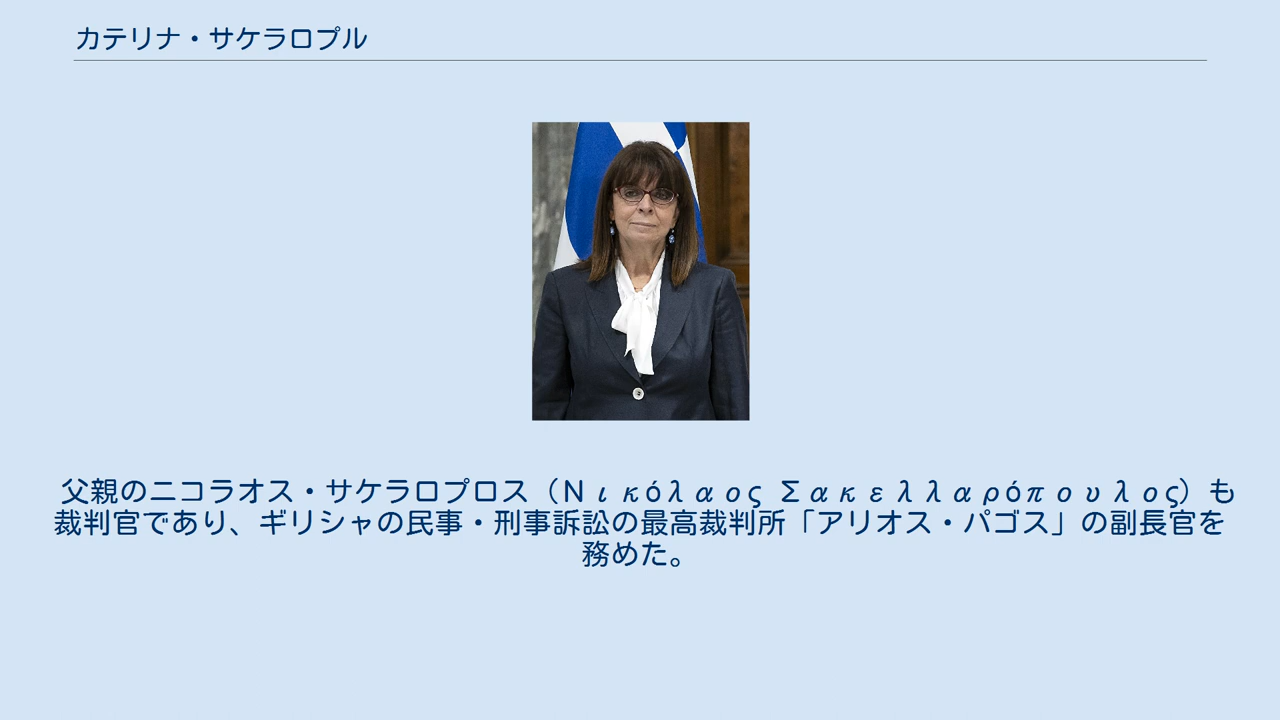 カテリナ・サケラロプル
父親のニコラオス・サケラロプロス（Νικόλαος Σακελλαρόπουλος）も
裁判官であり、ギリシャの民事・刑事訴訟の最高裁判所「アリオス・パゴス」の副長官を
務めた。